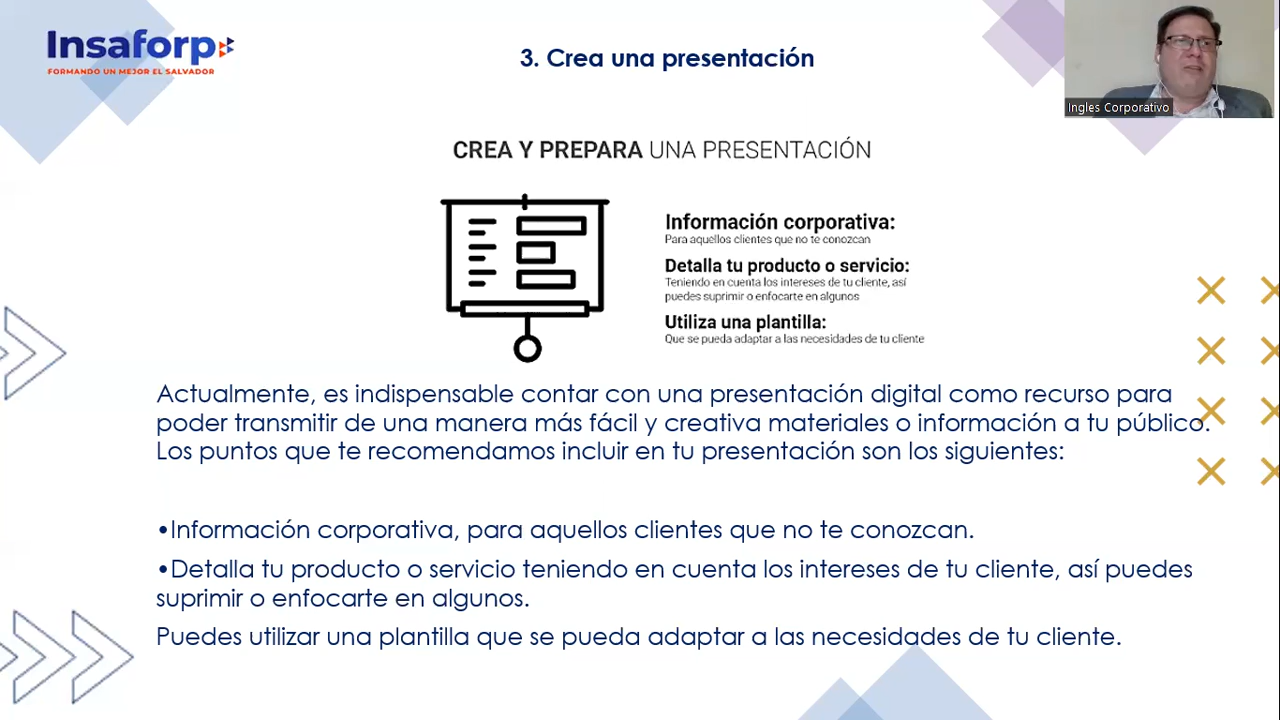 Insaforp
FORMANDO UN MEJOR EL SALVADOR
3. Crea una presentación
Ingles Corporativo
CREA Y PREPARA UNA PRESENTACIÓN
Información corporativa:
Para aquellos clientes que no te conozcan
Detalla tu producto o servicio:
Teniendo en cuenta los intereses de tu cliente, así
puedes suprimir o enfocarte en algunos
Utiliza una plantilla:
Que se pueda adaptar a las necesidades de tu cliente
Actualmente, es indispensable contar con una presentación digital como recurso para
poder transmitir de una manera más fácil y creativa materiales o información a tu público.
Los puntos que te recomendamos incluir en tu presentación son los siguientes:
•Información corporativa, para aquellos clientes que no te conozcan.
•Detalla tu producto o servicio teniendo en cuenta los intereses de tu cliente, así puedes
suprimir o enfocarte en algunos.
Puedes utilizar una plantilla que se pueda adaptar a las necesidades de tu cliente.